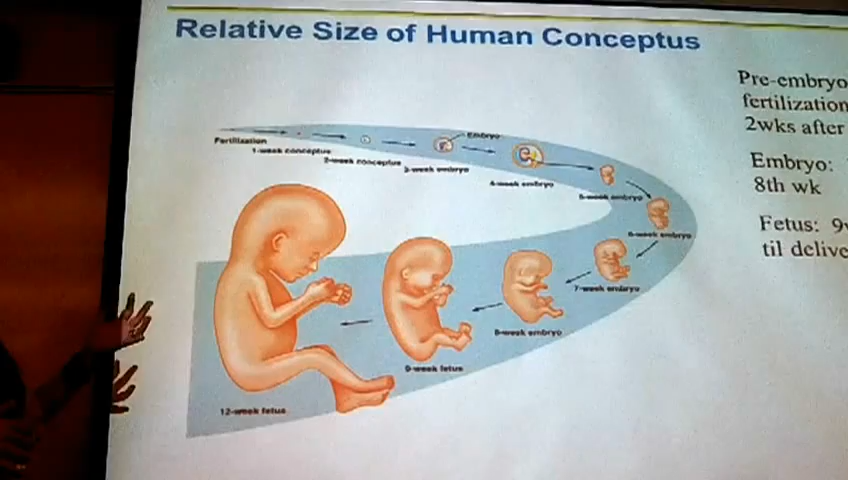 Relative Size of Human Conceptus
Pre-embryo
fertilization
2wks after
Embryo:
8th wk
Fetus: 9
til delive
Fertilization
1-week conceptus
2-week conceptus
3-week embryo
Embryo
4-week embryo
5-week embryo
6-week embryo
7-week embryo
8-week embryo
9-week fetus
12-week fetus